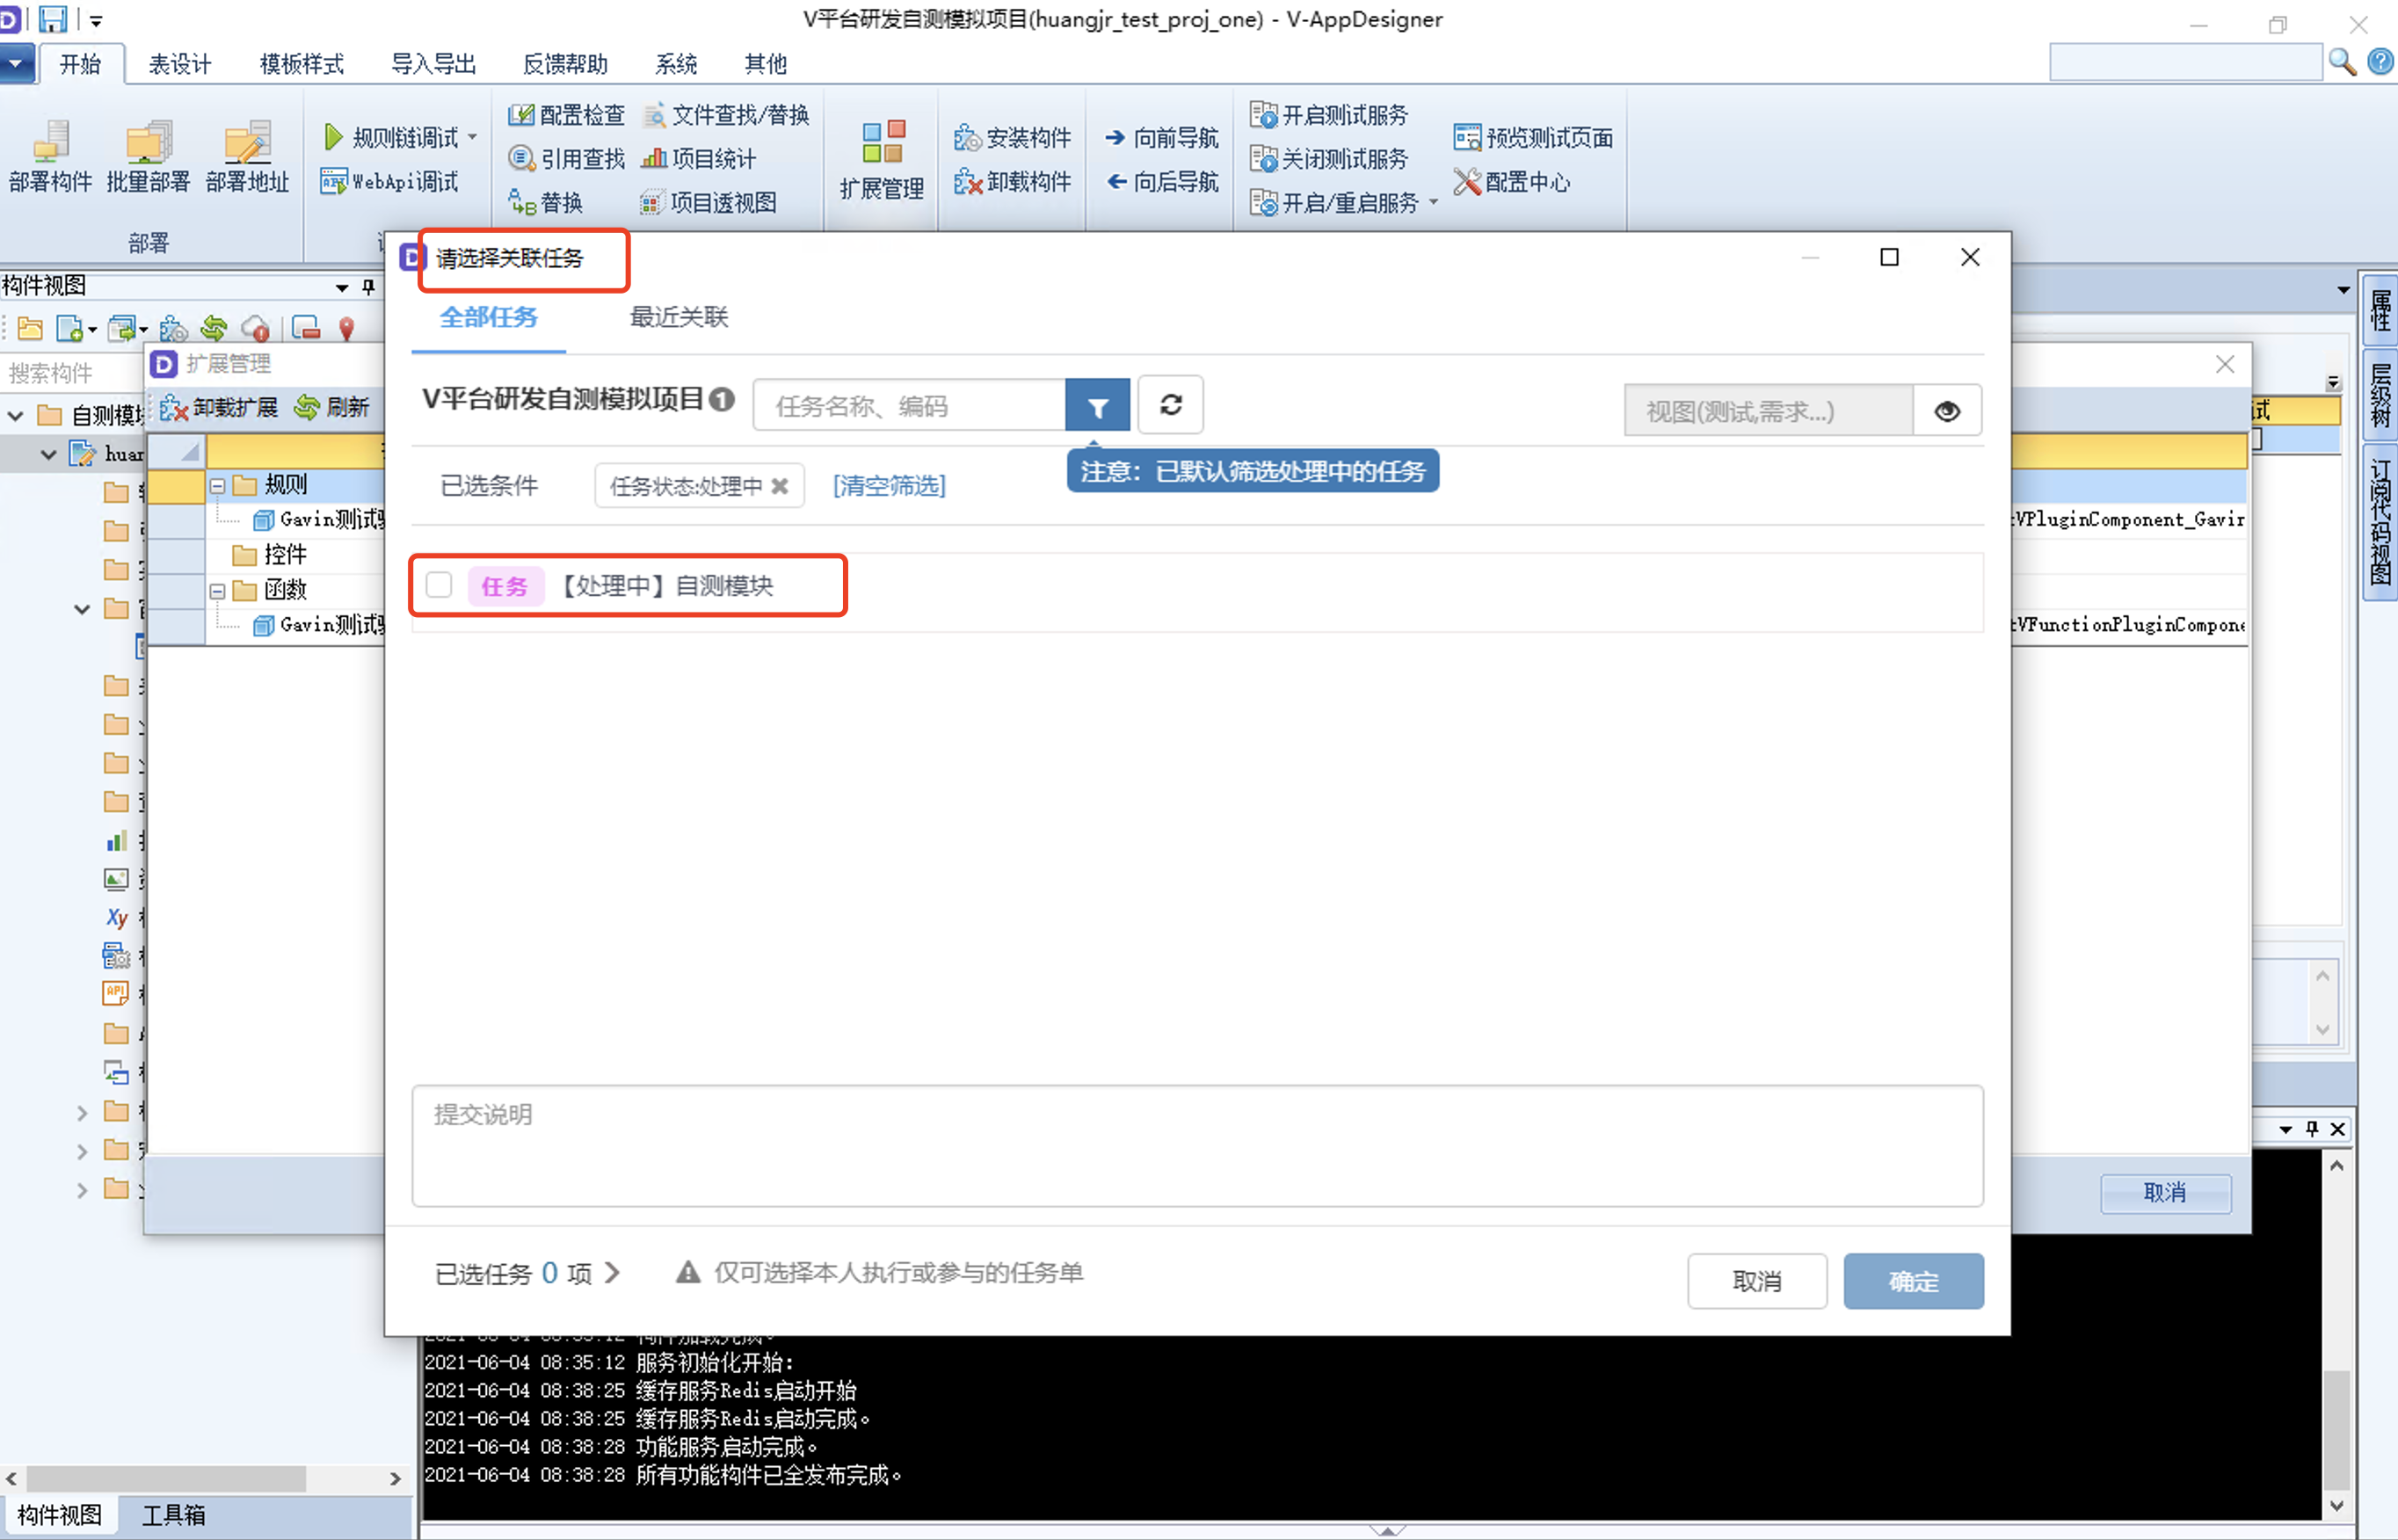 V平台研发自测模拟项目(huangjr_test_proj_one) - V-AppDesigner
开始 表设计 模板样式 导入导出 反馈帮助 系统 其他
部署构件 批量部署 部署地址
部署
规则链调试
WebApi调试
配置检查 文件查找/替换
引用查找 项目统计
替换 项目透视图
扩展管理
安装构件
卸载构件
向前导航
向后导航
开启测试服务
关闭测试服务
开启/重启服务
预览测试页面
配置中心
构件视图
搜索构件
自测模块
huar
扩展管理
卸载扩展 刷新
规则
Gavin测试
控件
函数
Gavin测试
请选择关联任务
全部任务 最近关联
V平台研发自测模拟项目 1 任务名称、编码 视图(测试,需求...)
注意：已默认筛选处理中的任务
已选条件 任务状态:处理中 [清空筛选]
任务 【处理中】自测模块
提交说明
已选任务 0 项 仅可选择本人执行或参与的任务单 取消 确定
VPluginComponent_Gavin
VFunctionPluginCompone
取消
属性
层级树
订阅代码视图
2021-06-04 08:35:12 服务初始化开始:
2021-06-04 08:38:25 缓存服务Redis启动开始
2021-06-04 08:38:25 缓存服务Redis启动完成。
2021-06-04 08:38:28 功能服务启动完成。
2021-06-04 08:38:28 所有功能构件已全发布完成。
构件视图 工具箱